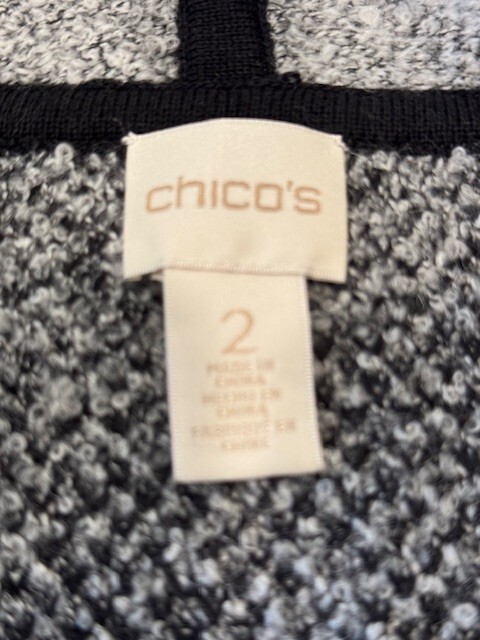 chico's
2
MADE IN
CHINA
HECHO EN
CHINA
FABRIQUÉ EN
CHINE